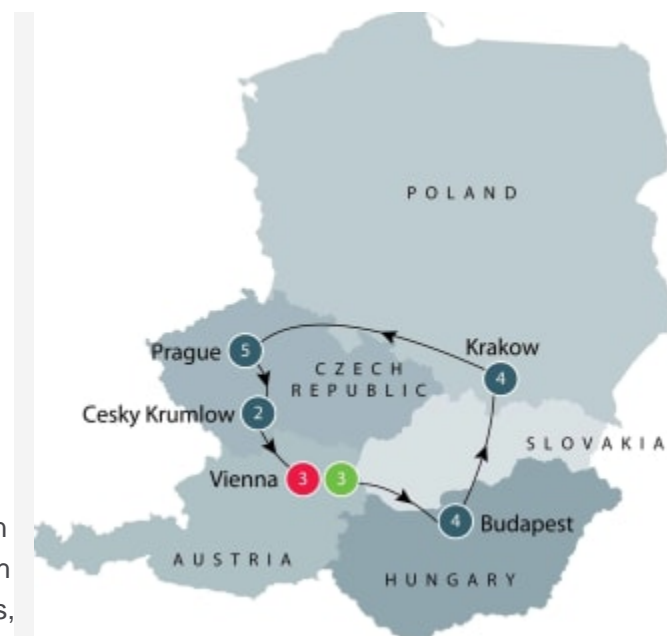 POLAND
Prague 5
Krakow
4
CZECH
REPUBLIC
Cesky Krumlow 2
SLOVAKIA
Vienna 3 3
4 Budapest
AUSTRIA
HUNGARY
s,